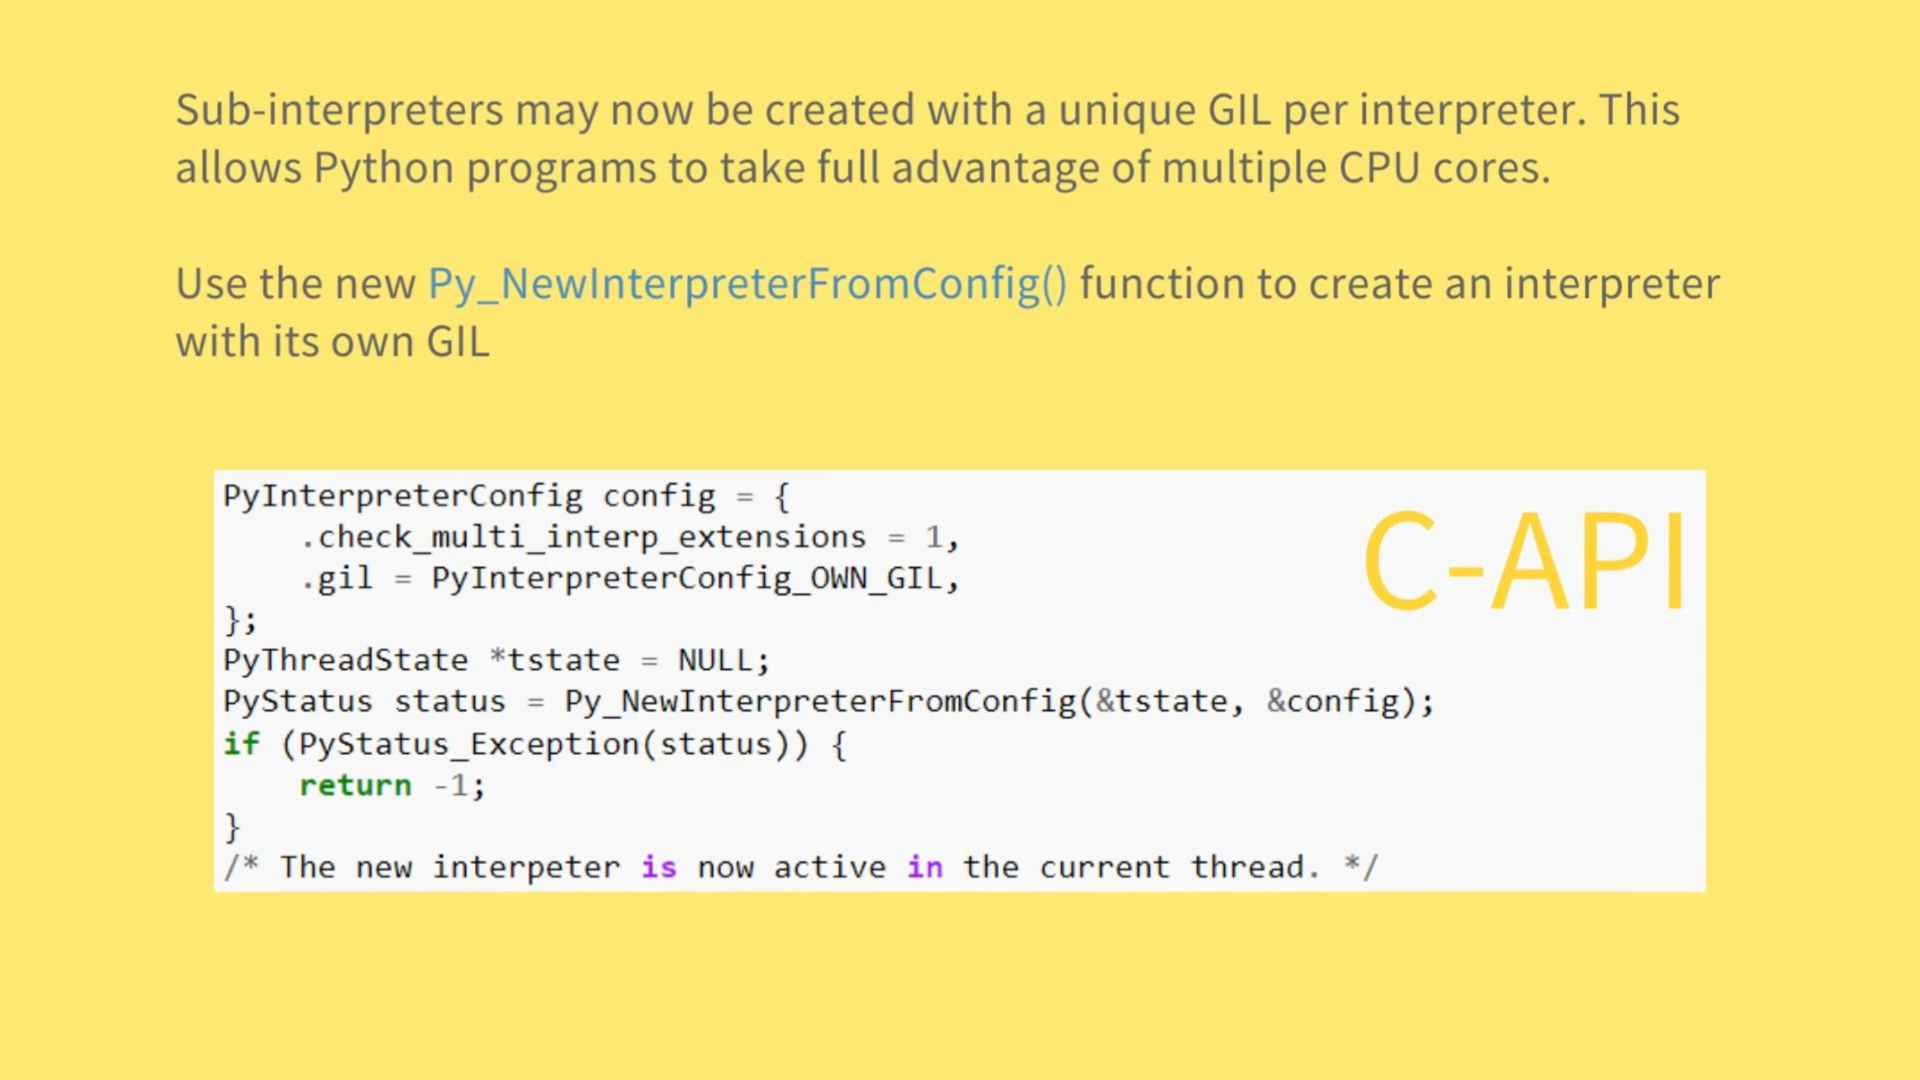 Sub-interpreters may now be created with a unique GIL per interpreter. This
allows Python programs to take full advantage of multiple CPU cores.
Use the new Py_NewInterpreterFromConfig() function to create an interpreter
with its own GIL
C-API
PyInterpreterConfig config = {
    .check_multi_interp_extensions = 1,
    .gil = PyInterpreterConfig_OWN_GIL,
};
PyThreadState *tstate = NULL;
PyStatus status = Py_NewInterpreterFromConfig(&tstate, &config);
if (PyStatus_Exception(status)) {
    return -1;
}
/* The new interpeter is now active in the current thread. */